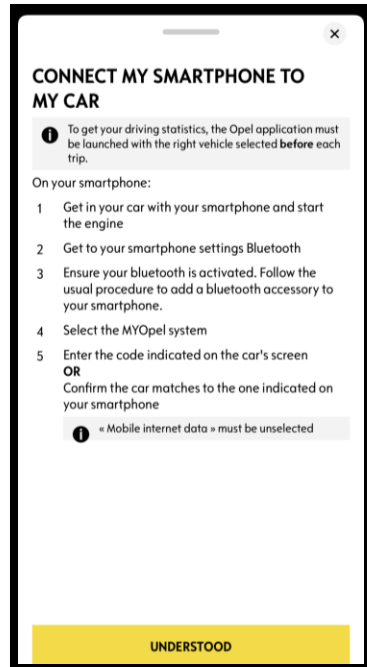 CONNECT MY SMARTPHONE TO
MY CAR
To get your driving statistics, the Opel application must
be launched with the right vehicle selected before each
trip.
On your smartphone:
1 Get in your car with your smartphone and start
the engine
2 Get to your smartphone settings Bluetooth
3 Ensure your bluetooth is activated. Follow the
usual procedure to add a bluetooth accessory to
your smartphone.
4 Select the MYOpel system
5 Enter the code indicated on the car's screen
OR
Confirm the car matches to the one indicated on
your smartphone
« Mobile internet data » must be unselected
UNDERSTOOD